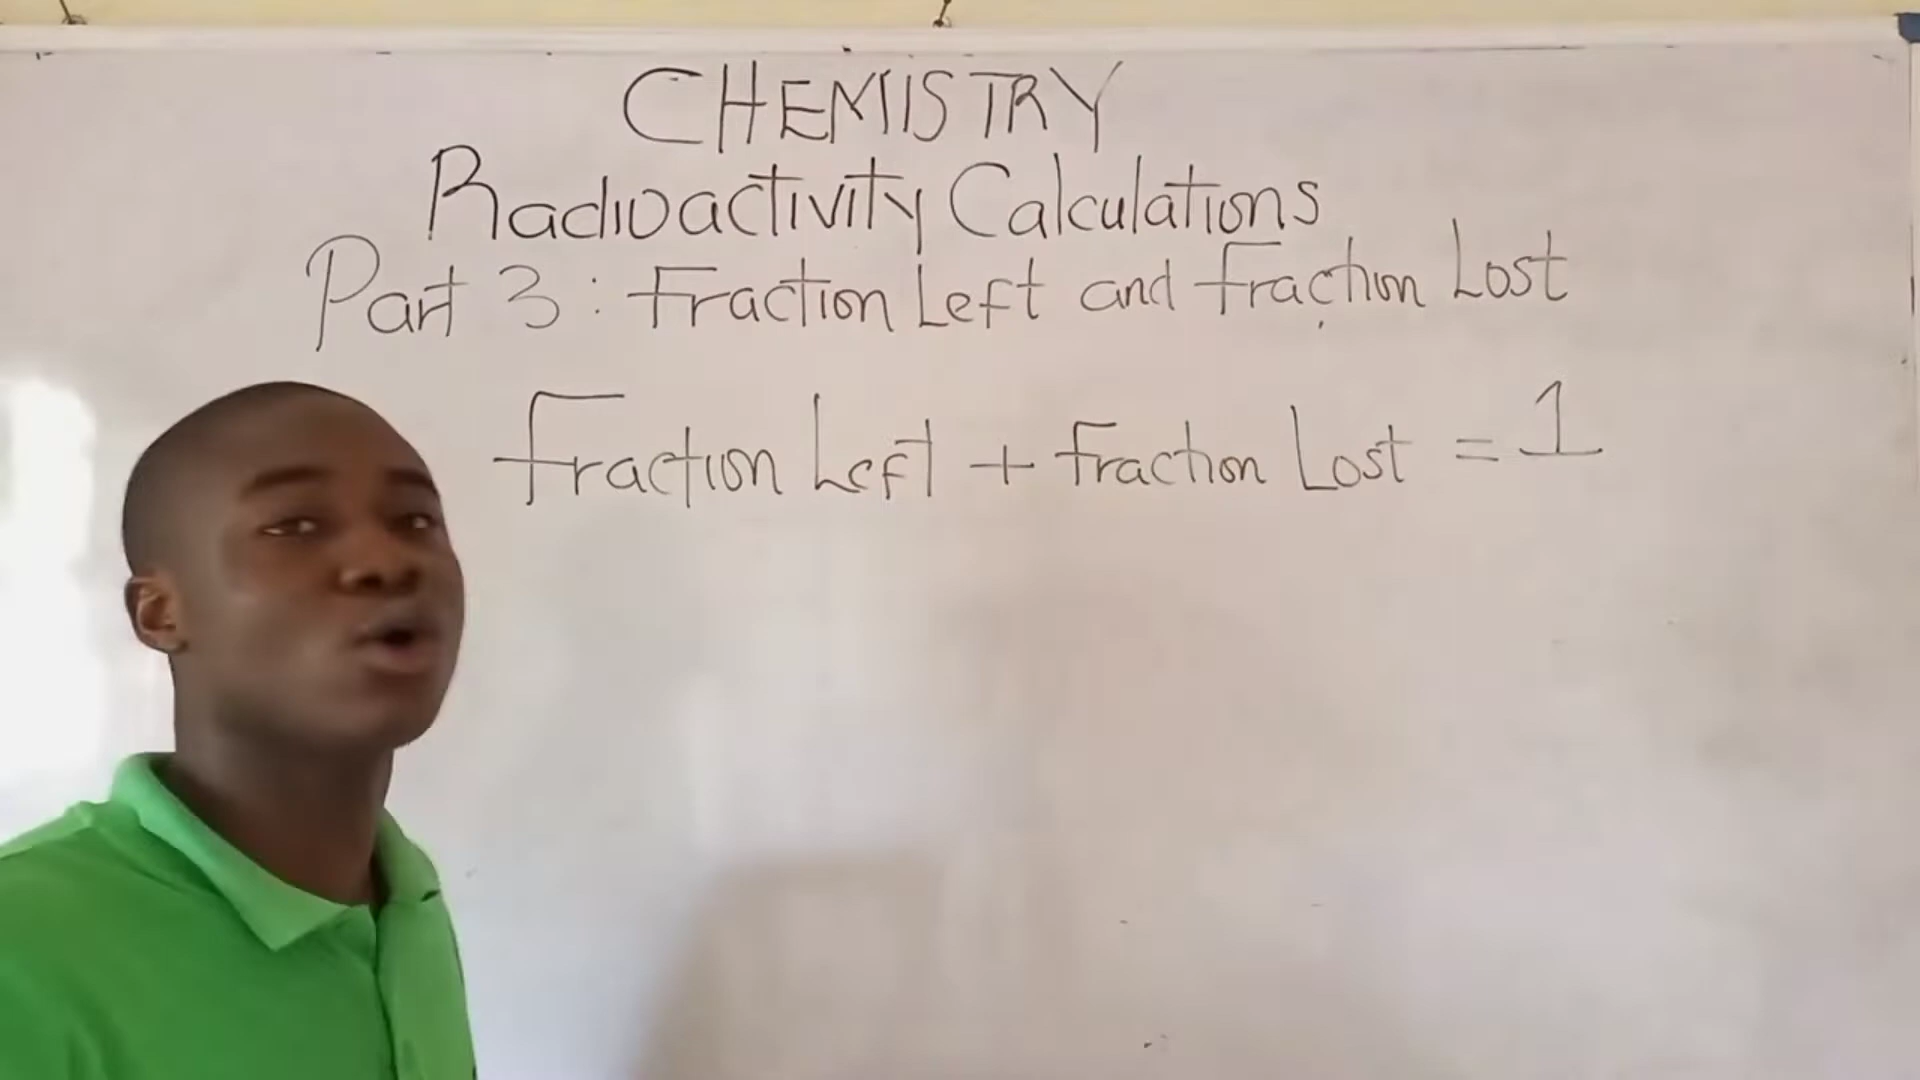 CHEMISTRY
Radioactivity Calculations
Part 3: Fraction Left and Fraction Lost
Fraction Left + Fraction Lost = 1